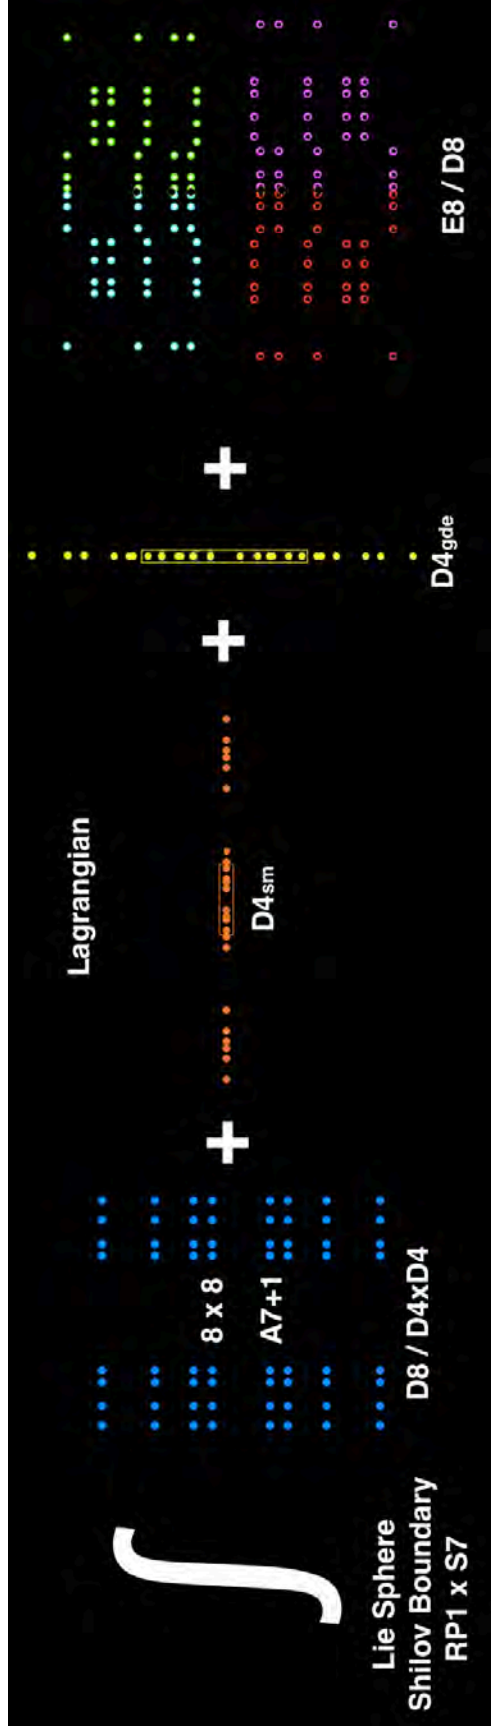 Lagrangian
∫
Lie Sphere
Shilov Boundary
RP1 x S7
8 x 8
A7+1
D8 / D4xD4
+
D4sm
+
D4gde
+
E8 / D8